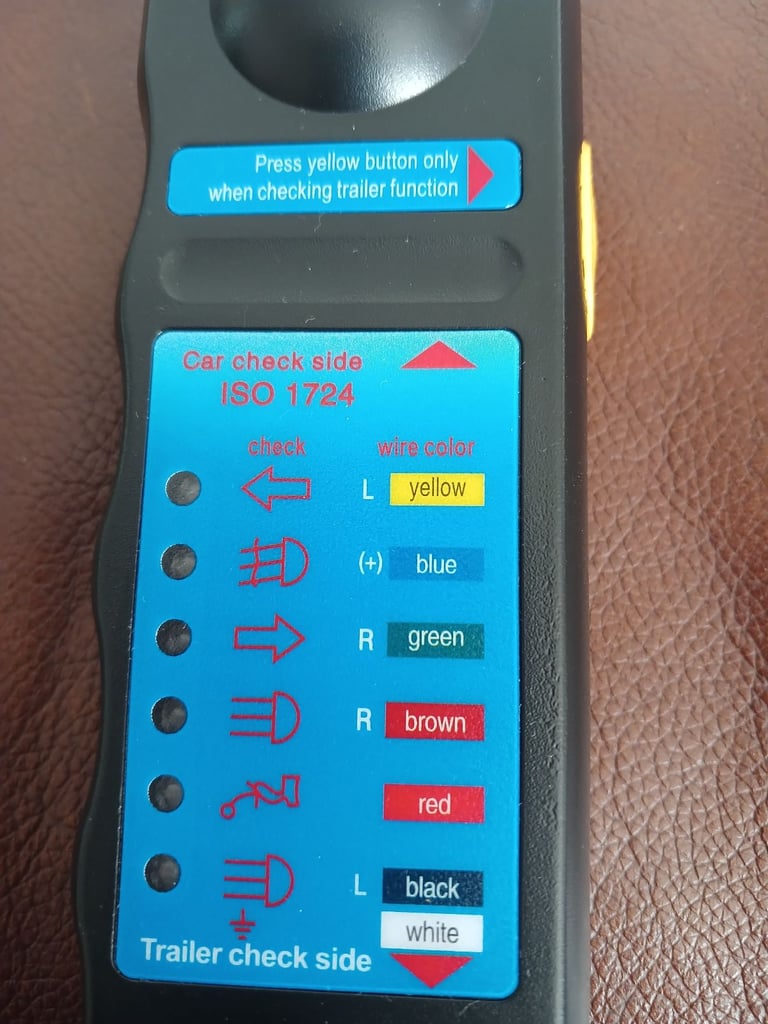 Press yellow button only
when checking trailer function
Car check side
ISO 1724
check wire color
L yellow
(+) blue
R green
R brown
red
L black
white
Trailer check side